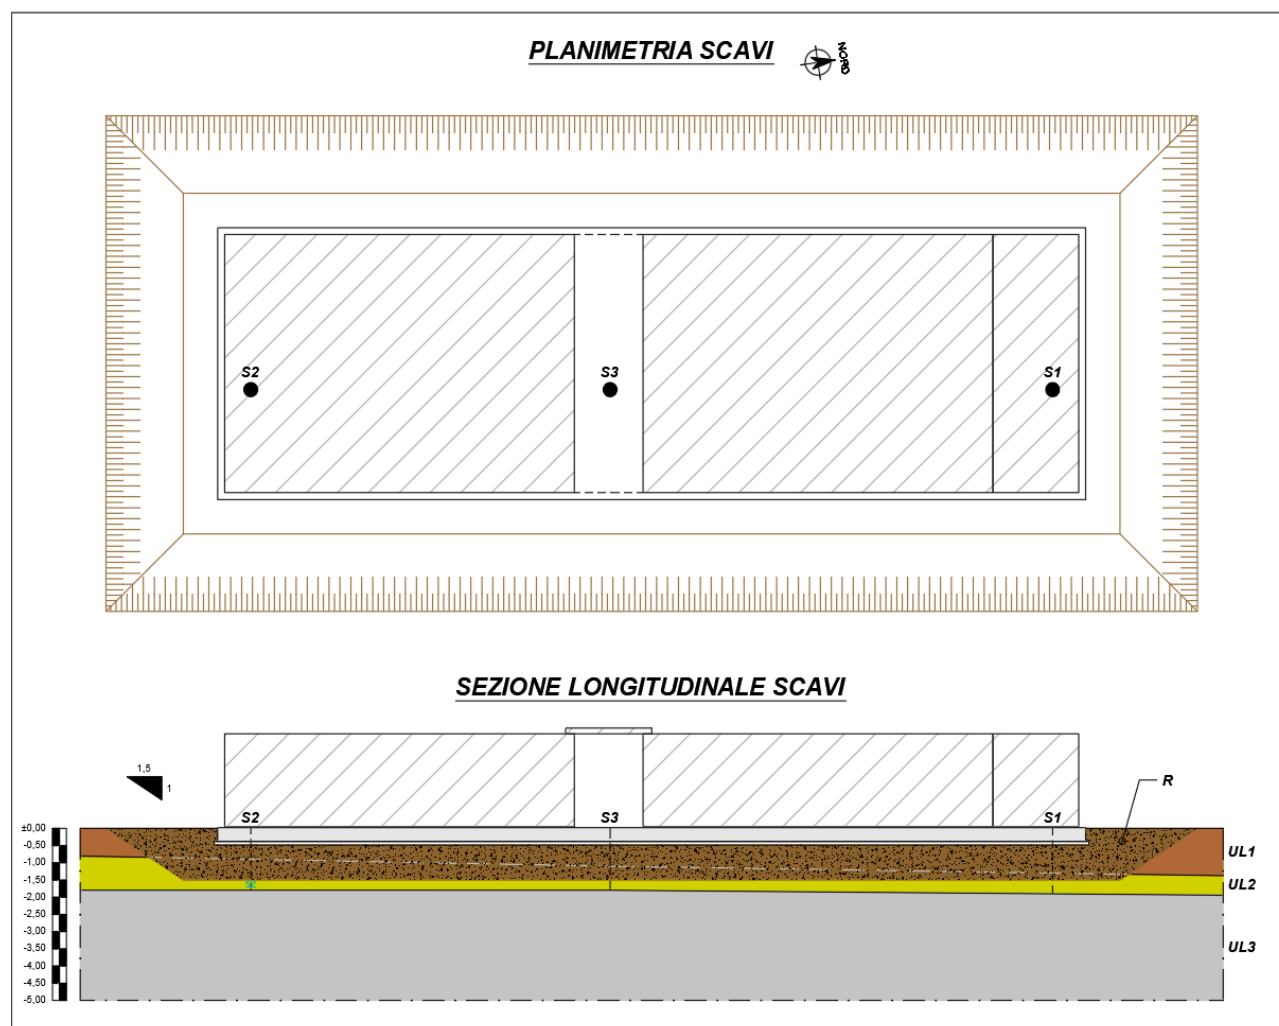 PLANIMETRIA SCAVI
NORD
S2
S3
S1
SEZIONE LONGITUDINALE SCAVI
1,5
1
R
S2
S3
S1
±0,00
-0,50
-1,00
-1,50
-2,00
-2,50
-3,00
-3,50
-4,00
-4,50
-5,00
UL1
UL2
UL3